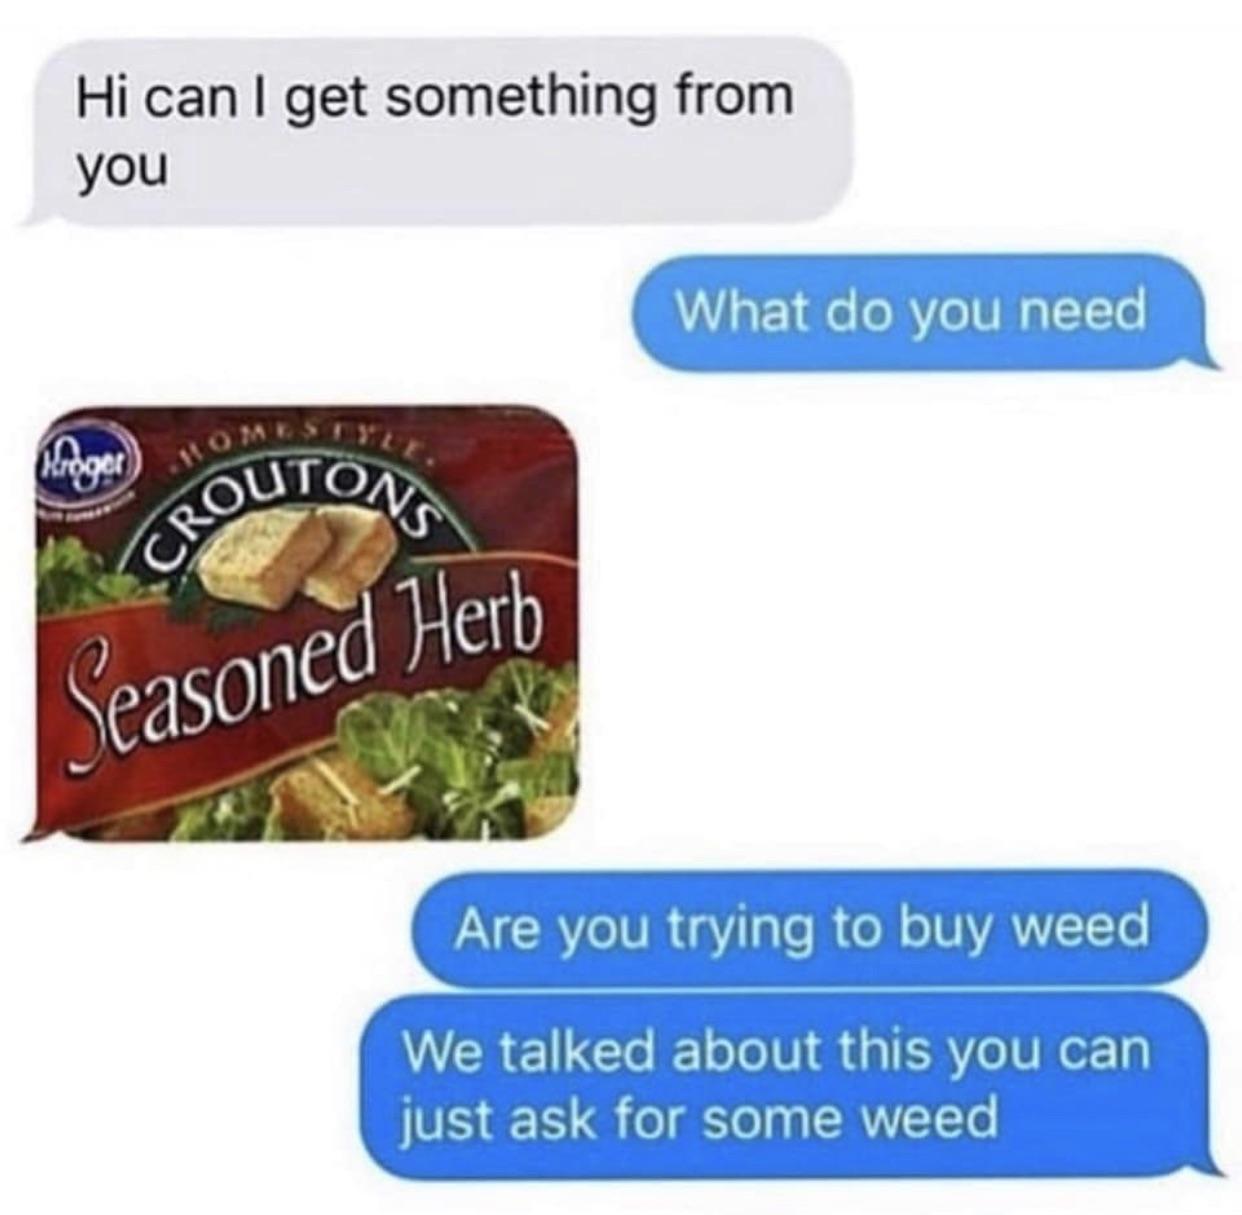 Hi can I get something from
you
What do you need
Kroger
HOMESTYLE
CROUTONS
Seasoned Herb
Are you trying to buy weed
We talked about this you can
just ask for some weed